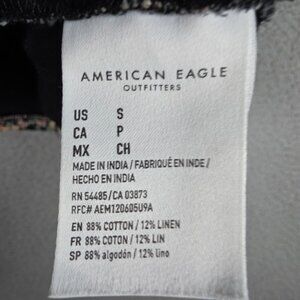 AMERICAN EAGLE
OUTFITTERS
US S
CA P
MX CH
MADE IN INDIA / FABRIQUÉ EN INDE /
HECHO EN INDIA
RN 54485/CA 03873
RFC# AEM120605U9A
EN 88% COTTON / 12% LINEN
FR 88% COTON / 12% LIN
SP 88% algodón / 12% lino